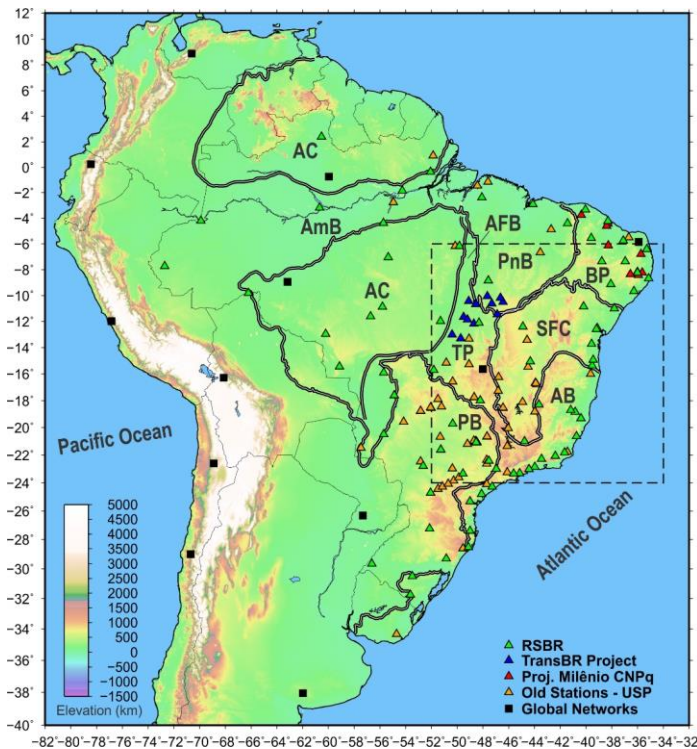 12°
10°
8°
6°
4°
2°
0°
−2°
−4°
−6°
−8°
−10°
−12°
−14°
−16°
−18°
−20°
−22°
−24°
−26°
−28°
−30°
−32°
−34°
−36°
−38°
−40°
AC
AmB
AFB
PnB
BP
AC
SFC
TP
AB
PB
Pacific Ocean
Atlantic Ocean
5000
4500
4000
3500
3000
2500
2000
1500
1000
500
0
−500
−1000
−1500
Elevation (km)
RSBR
TransBR Project
Proj. Milênio CNPq
Old Stations - USP
Global Networks
−82°−80°−78°−76°−74°−72°−70°−68°−66°−64°−62°−60°−58°−56°−54°−52°−50°−48°−46°−44°−42°−40°−38°−36°−34°−32°